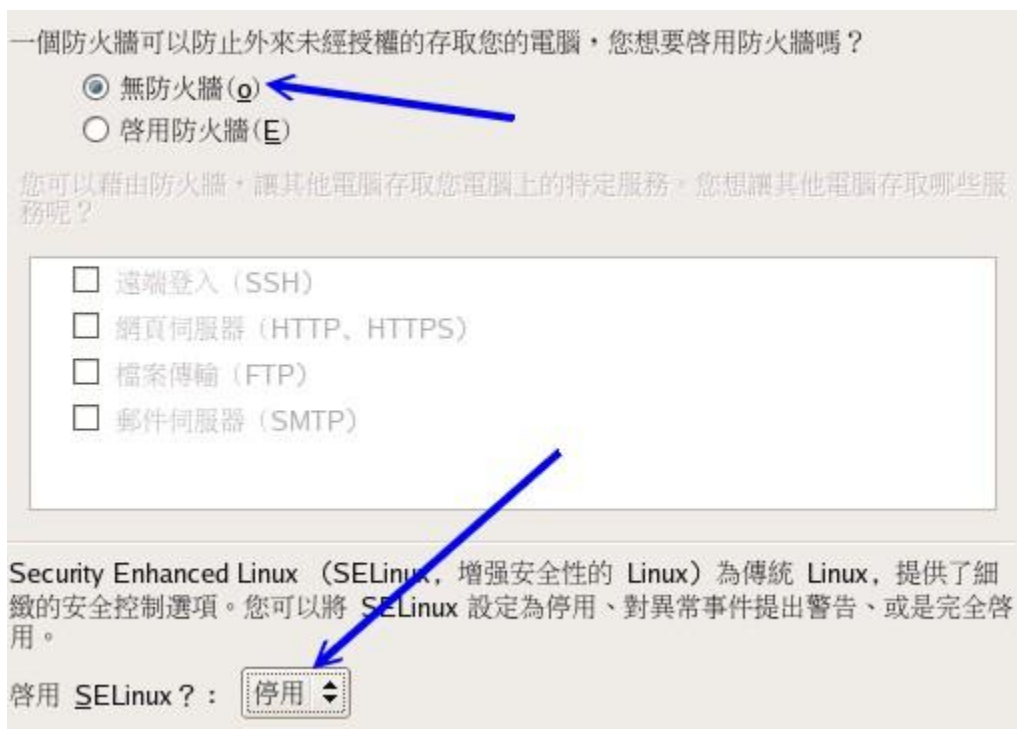 一個防火牆可以防止外來未經授權的存取您的電腦，您想要啓用防火牆嗎？
無防火牆(o)
啓用防火牆(E)
您可以藉由防火牆，讓其他電腦存取您電腦上的特定服務。您想讓其他電腦存取哪些服
務呢？
遠端登入（SSH）
網頁伺服器（HTTP、HTTPS）
檔案傳輸（FTP）
郵件伺服器（SMTP）
Security Enhanced Linux （SELinux，增强安全性的 Linux）為傳統 Linux，提供了細
緻的安全控制選項。您可以將 SELinux 設定為停用、對異常事件提出警告、或是完全啓
用。
啓用 SELinux？： 停用